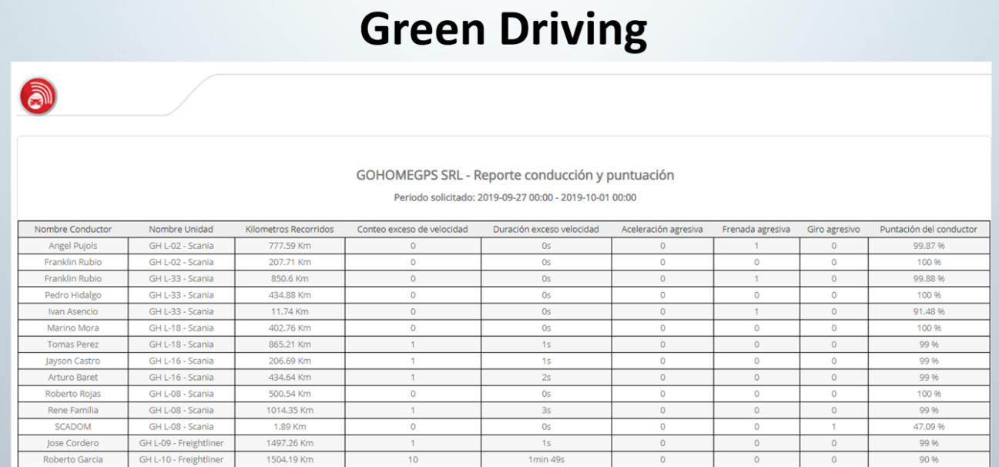 Green Driving
GOHOMEGPS SRL - Reporte conducción y puntuación
Periodo solicitado: 2019-09-27 00:00 - 2019-10-01 00:00
Nombre Conductor Nombre Unidad Kilometros Recorridos Conteo exceso de velocidad Duración exceso velocidad Aceleración agresiva Frenada agresiva Giro agresivo Puntación del conductor
Angel Pujols GH L-02 - Scania 777.59 Km 0 0s 0 1 0 99.87 %
Franklin Rubio GH L-02 - Scania 207.71 Km 0 0s 0 0 0 100 %
Franklin Rubio GH L-33 - Scania 850.6 Km 0 0s 0 1 0 99.88 %
Pedro Hidalgo GH L-33 - Scania 434.88 Km 0 0s 0 0 0 100 %
Ivan Asencio GH L-33 - Scania 11.74 Km 0 0s 0 1 0 91.48 %
Marino Mora GH L-18 - Scania 402.76 Km 0 0s 0 0 0 100 %
Tomas Perez GH L-18 - Scania 865.21 Km 1 1s 0 0 0 99 %
Jayson Castro GH L-16 - Scania 206.69 Km 1 1s 0 0 0 99 %
Arturo Baret GH L-16 - Scania 434.64 Km 1 2s 0 0 0 99 %
Roberto Rojas GH L-08 - Scania 500.54 Km 0 0s 0 0 0 100 %
Rene Familia GH L-08 - Scania 1014.35 Km 1 3s 0 0 0 99 %
SCADOM GH L-08 - Scania 1.89 Km 0 0s 0 0 1 47.09 %
Jose Cordero GH L-09 - Freightliner 1497.26 Km 1 1s 0 0 0 99 %
Roberto Garcia GH L-10 - Freightliner 1504.19 Km 10 1min 49s 0 0 0 90 %